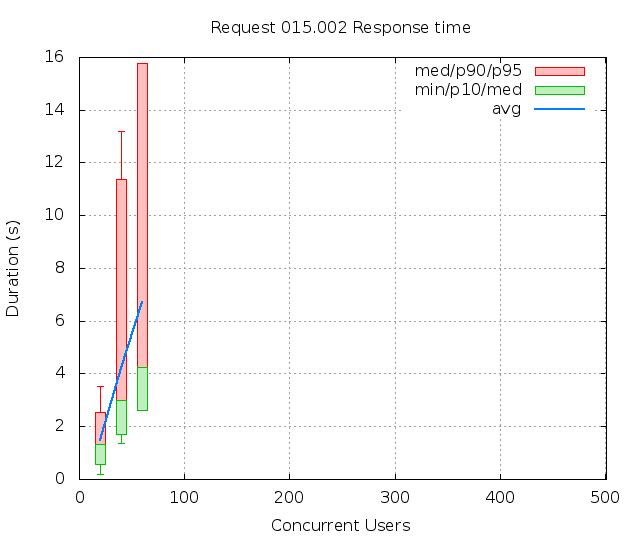 Request 015.002 Response time
med/p90/p95
min/p10/med
avg
16
14
12
10
8
6
4
2
0
Duration (s)
0 100 200 300 400 500
Concurrent Users